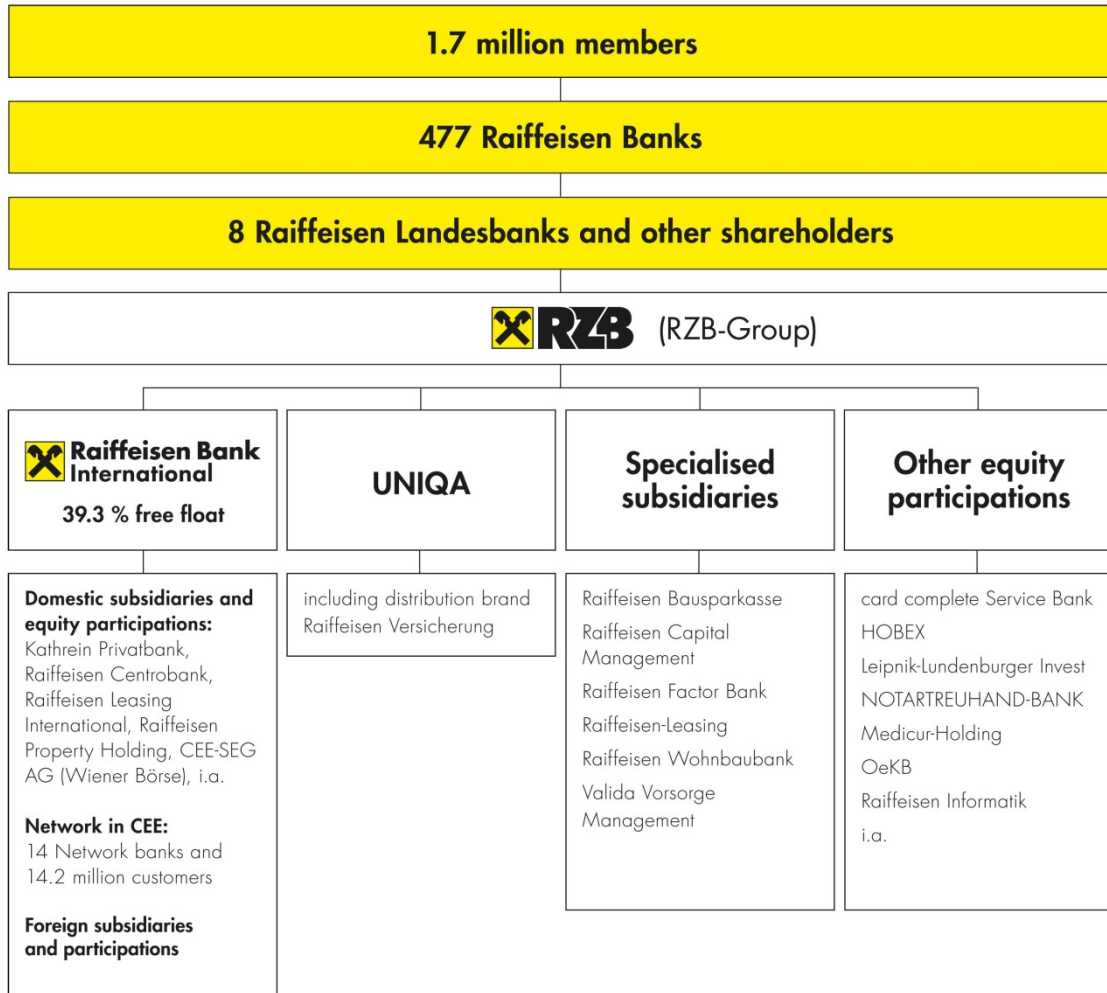 1.7 million members
477 Raiffeisen Banks
8 Raiffeisen Landesbanks and other shareholders
RZB (RZB-Group)
Raiffeisen Bank
International
39.3 % free float
UNIQA
Specialised
subsidiaries
Other equity
participations
Domestic subsidiaries and
equity participations:
Kathrein Privatbank,
Raiffeisen Centrobank,
Raiffeisen Leasing
International, Raiffeisen
Property Holding, CEE-SEG
AG (Wiener Börse), i.a.
Network in CEE:
14 Network banks and
14.2 million customers
Foreign subsidiaries
and participations
including distribution brand
Raiffeisen Versicherung
Raiffeisen Bausparkasse
Raiffeisen Capital
Management
Raiffeisen Factor Bank
Raiffeisen-Leasing
Raiffeisen Wohnbaubank
Valida Vorsorge
Management
card complete Service Bank
HOBEX
Leipnik-Lundenburger Invest
NOTARTREUHAND-BANK
Medicur-Holding
OeKB
Raiffeisen Informatik
i.a.